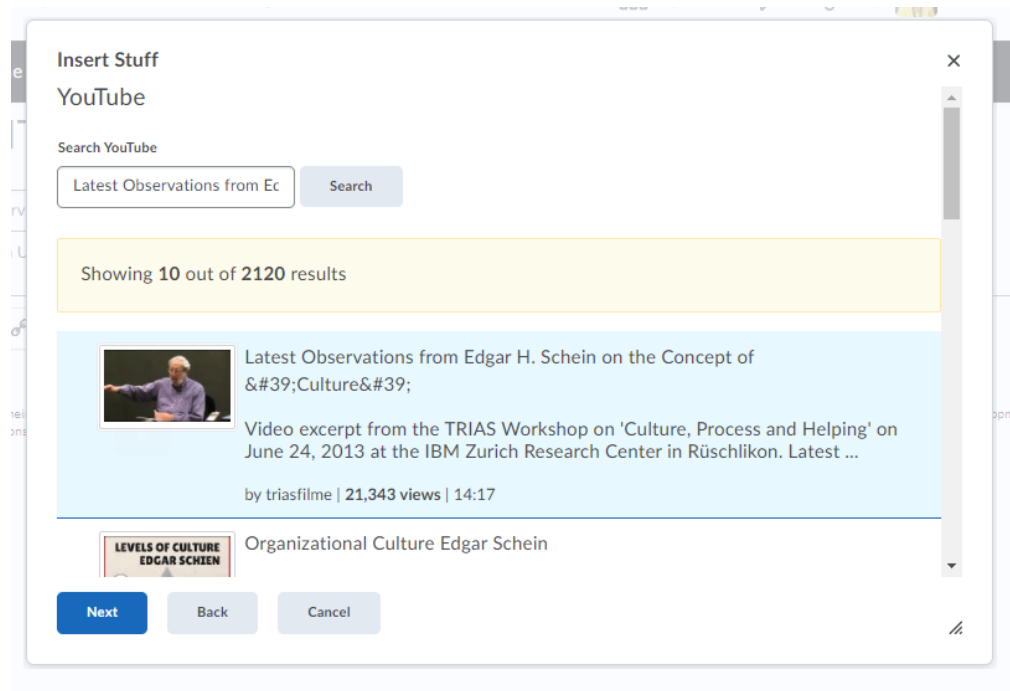 Insert Stuff
YouTube
Search YouTube
Latest Observations from Ec
Search
Showing 10 out of 2120 results
Latest Observations from Edgar H. Schein on the Concept of
&#39;Culture&#39;
Video excerpt from the TRIAS Workshop on 'Culture, Process and Helping' on
June 24, 2013 at the IBM Zurich Research Center in Rüschlikon. Latest ...
by triasfilme | 21,343 views | 14:17
LEVELS OF CULTURE
EDGAR SCHIEN
Organizational Culture Edgar Schein
Next
Back
Cancel